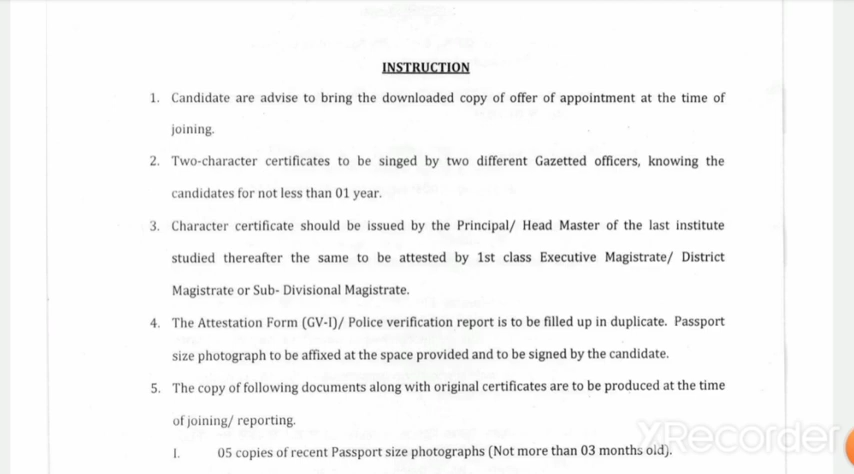 INSTRUCTION
1. Candidate are advise to bring the downloaded copy of offer of appointment at the time of
joining.
2. Two-character certificates to be singed by two different Gazetted officers, knowing the
candidates for not less than 01 year.
3. Character certificate should be issued by the Principal/ Head Master of the last institute
studied thereafter the same to be attested by 1st class Executive Magistrate/ District
Magistrate or Sub- Divisional Magistrate.
4. The Attestation Form (GV-I)/ Police verification report is to be filled up in duplicate. Passport
size photograph to be affixed at the space provided and to be signed by the candidate.
5. The copy of following documents along with original certificates are to be produced at the time
of joining/ reporting.
I. 05 copies of recent Passport size photographs (Not more than 03 months old).
XRecorder